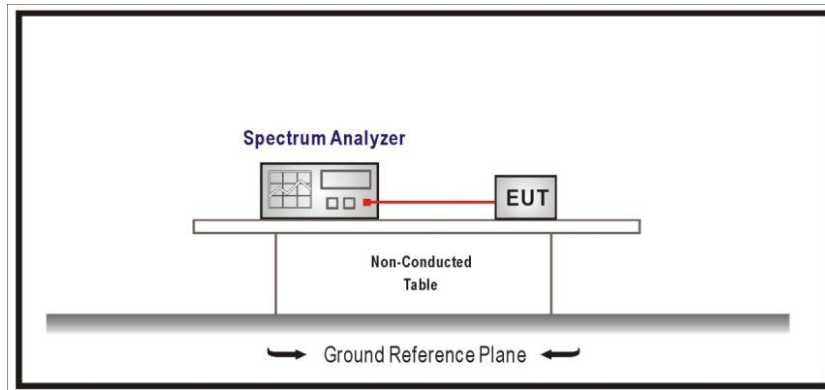 Spectrum Analyzer
EUT
Non-Conducted
Table
Ground Reference Plane